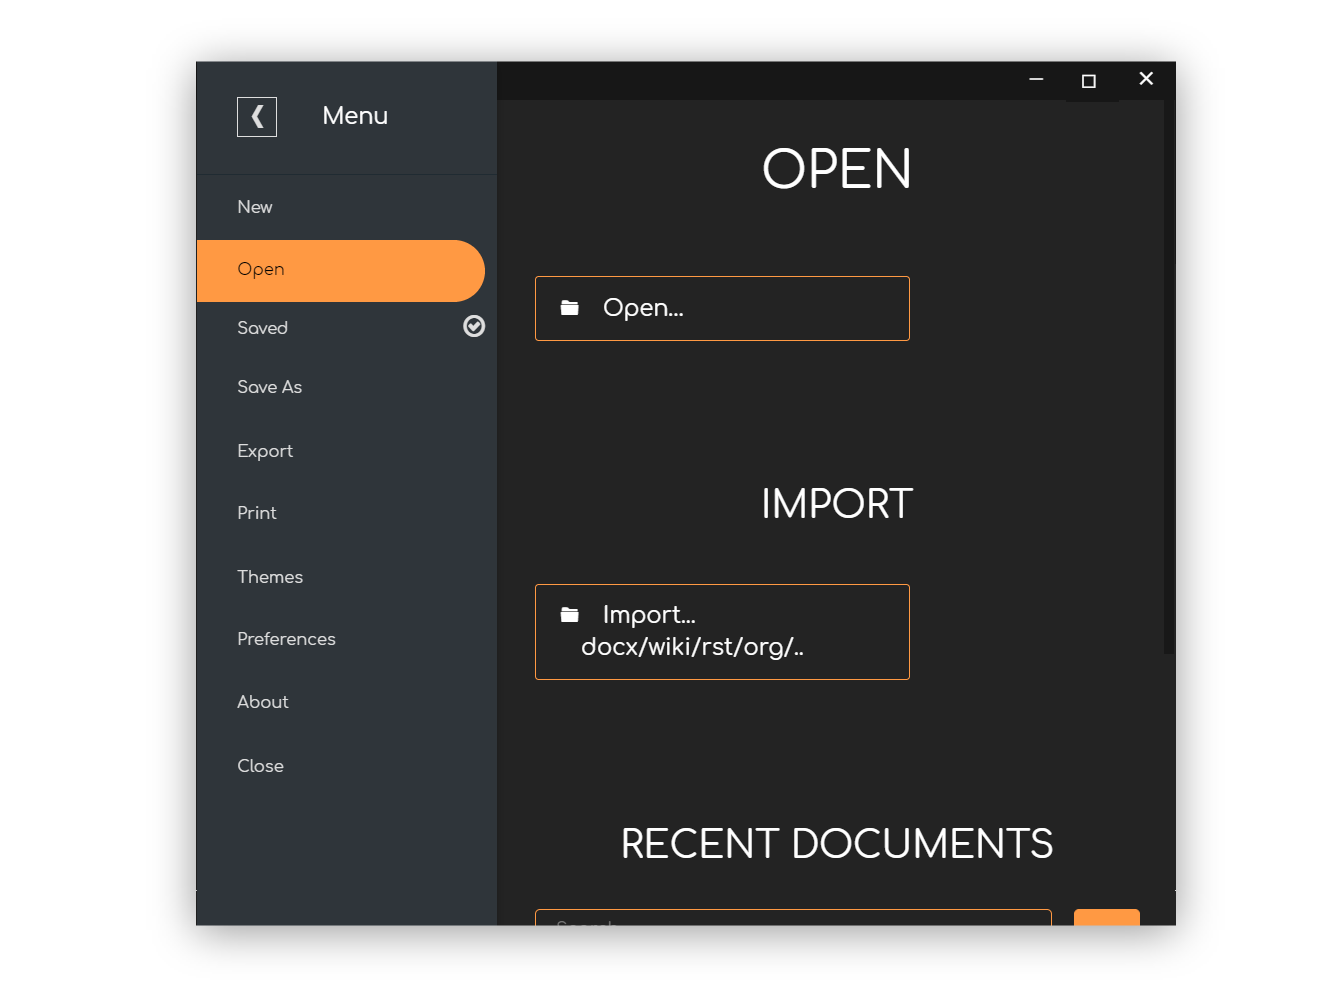 Menu
New
Open
Saved
Save As
Export
Print
Themes
Preferences
About
Close
OPEN
Open...
IMPORT
Import...
docx/wiki/rst/org/..
RECENT DOCUMENTS
Search